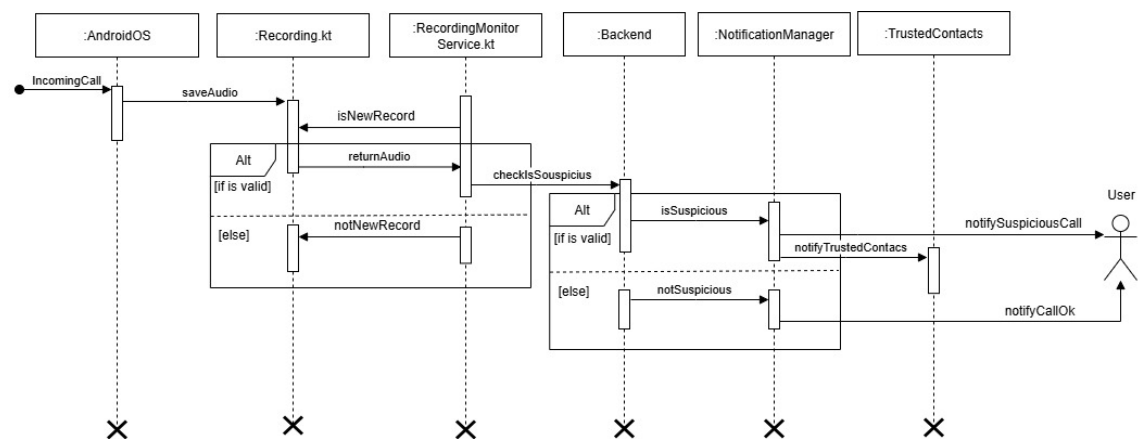 :AndroidOS
:Recording.kt
:RecordingMonitor
Service.kt
:Backend
:NotificationManager
:TrustedContacts
IncomingCall
saveAudio
isNewRecord
Alt
returnAudio
[if is valid]
checkIsSouspicius
Alt
isSuspicious
User
notifySuspiciousCall
[else]
notNewRecord
[if is valid]
notifyTrustedContacs
[else]
notSuspicious
notifyCallOk